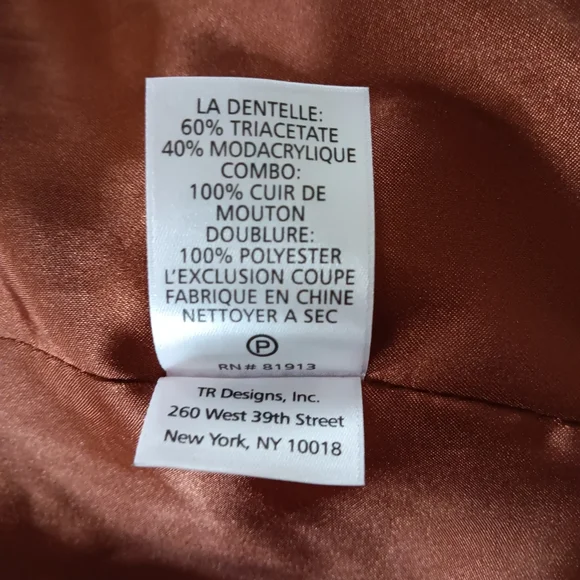 LA DENTELLE:
60% TRIACETATE
40% MODACRYLIQUE
COMBO:
100% CUIR DE
MOUTON
DOUBLURE:
100% POLYESTER
L'EXCLUSION COUPE
FABRIQUE EN CHINE
NETTOYER A SEC
P
RN# 81913
TR Designs, Inc.
260 West 39th Street
New York, NY 10018